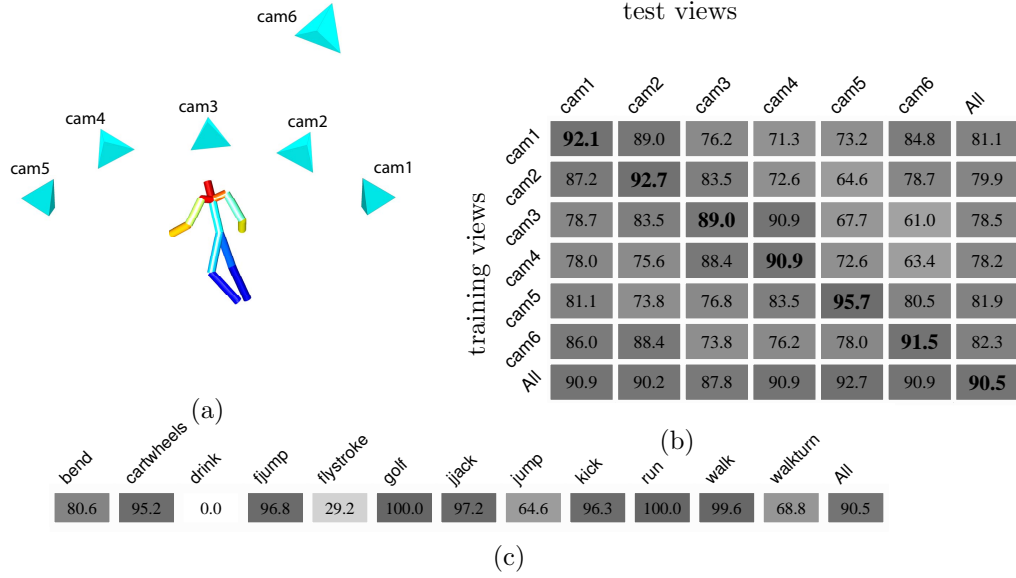 cam6
cam4
cam3
cam2
cam5
cam1
(a)
test views
cam1 cam2 cam3 cam4 cam5 cam6 All
training views
cam1 92.1 89.0 76.2 71.3 73.2 84.8 81.1
cam2 87.2 92.7 83.5 72.6 64.6 78.7 79.9
cam3 78.7 83.5 89.0 90.9 67.7 61.0 78.5
cam4 78.0 75.6 88.4 90.9 72.6 63.4 78.2
cam5 81.1 73.8 76.8 83.5 95.7 80.5 81.9
cam6 86.0 88.4 73.8 76.2 78.0 91.5 82.3
All 90.9 90.2 87.8 90.9 92.7 90.9 90.5
(b)
bend cartwheels drink fjump flystroke golf jjack jump kick run walk walkturn All
80.6 95.2 0.0 96.8 29.2 100.0 97.2 64.6 96.3 100.0 99.6 68.8 90.5
(c)